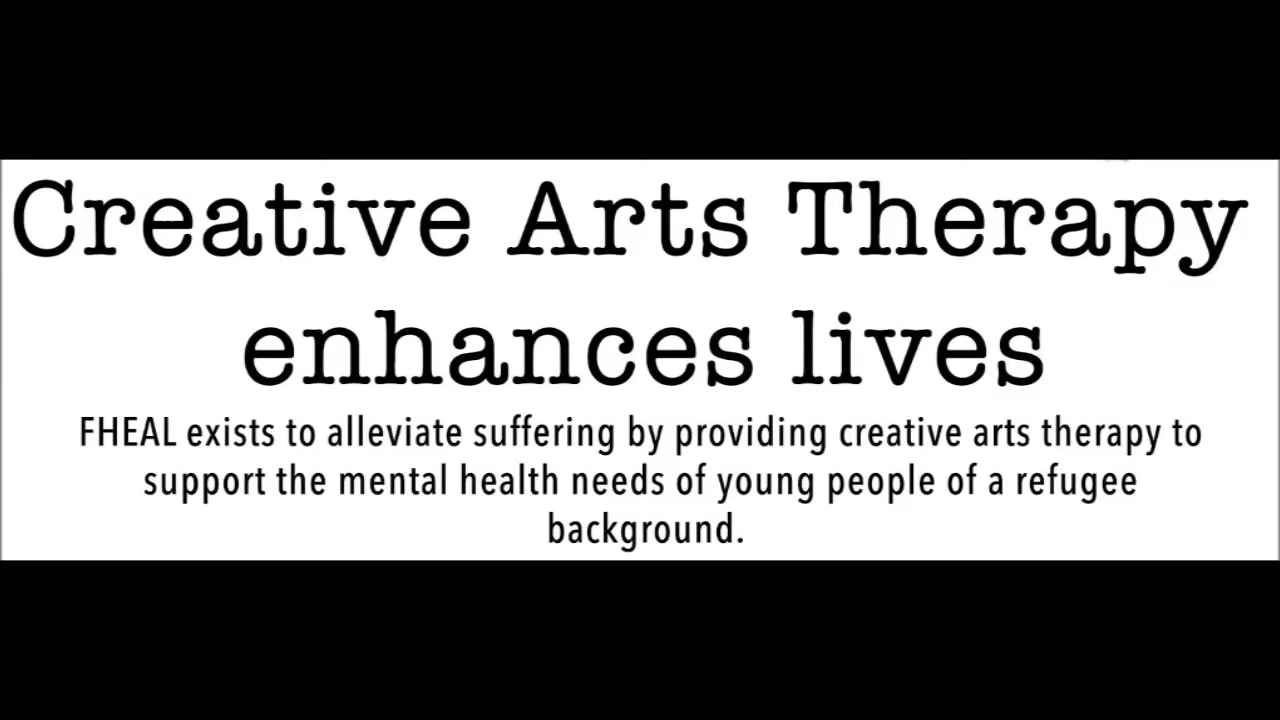 Creative Arts Therapy
enhances lives
FHEAL exists to alleviate suffering by providing creative arts therapy to
support the mental health needs of young people of a refugee
background.